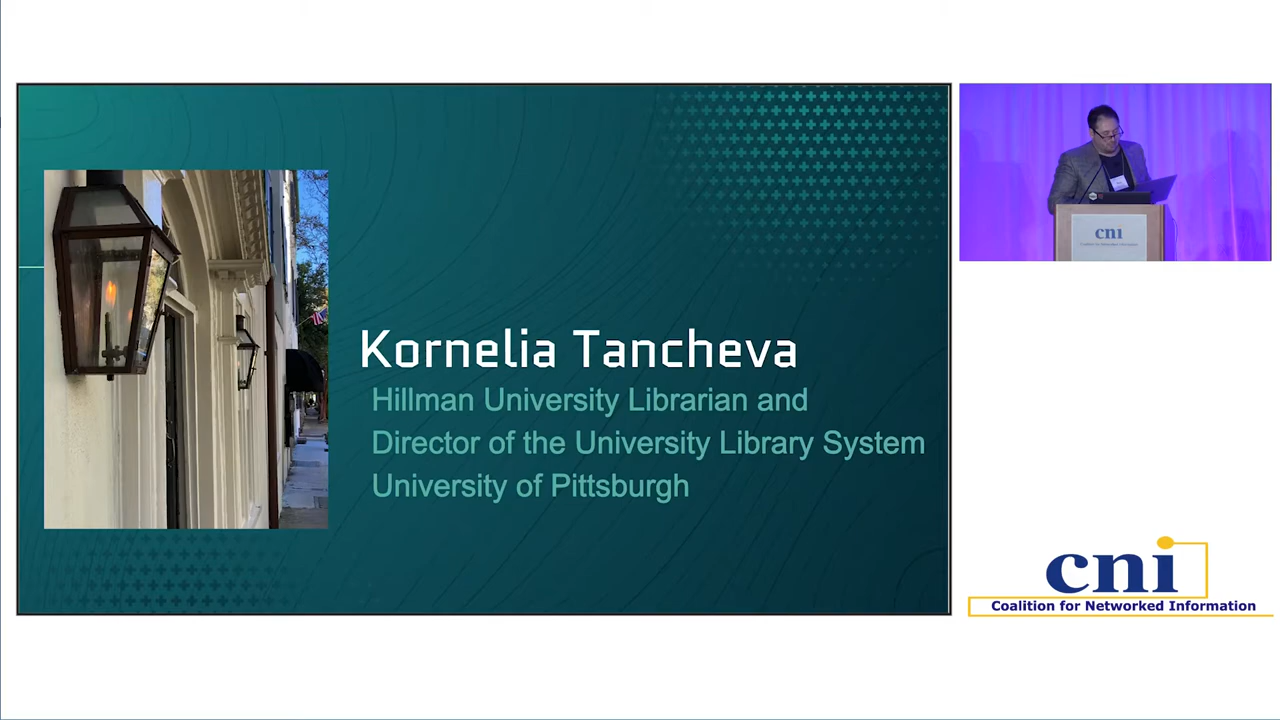 Kornelia Tancheva
Hillman University Librarian and
Director of the University Library System
University of Pittsburgh
cni
cni
Coalition for Networked Information